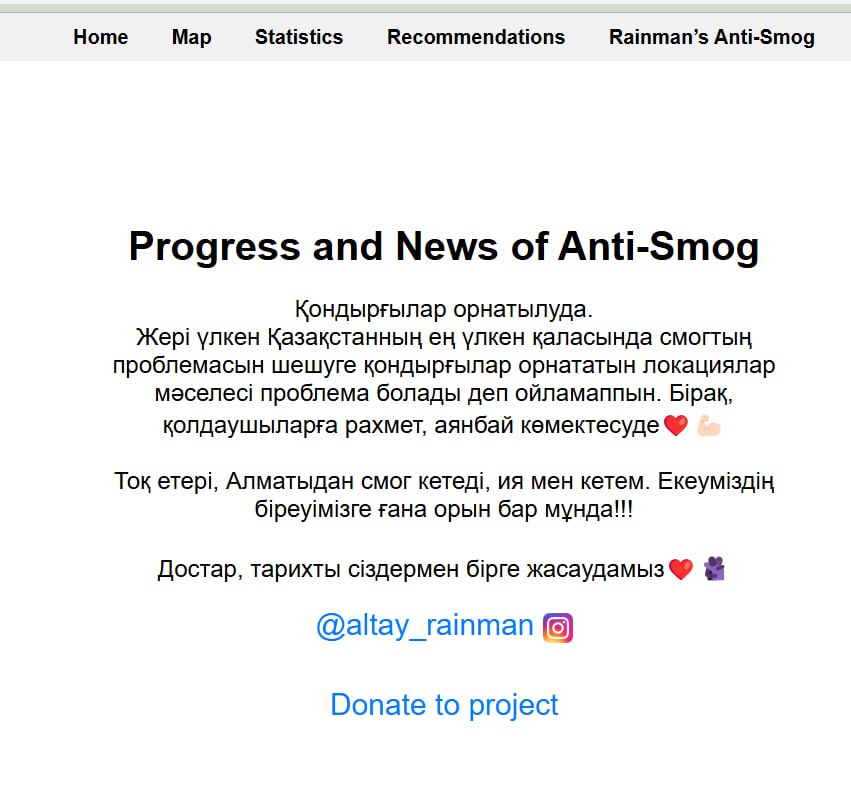 Home Map Statistics Recommendations Rainman’s Anti-Smog
Progress and News of Anti-Smog
Қондырғылар орнатылуда.
Жері үлкен Қазақстанның ең үлкен қаласында смогтың
проблемасын шешуге қондырғылар орнататын локациялар
мәселесі проблема болады деп ойламаппын. Бірақ,
қолдаушыларға рахмет, аянбай көмектесуде❤️ 💪🏻
Тоқ етері, Алматыдан смог кетеді, ия мен кетем. Екеуміздің
біреуімізге ғана орын бар мұнда!!!
Достар, тарихты сіздермен бірге жасаудамыз❤️ 🎥
@altay_rainman
Donate to project